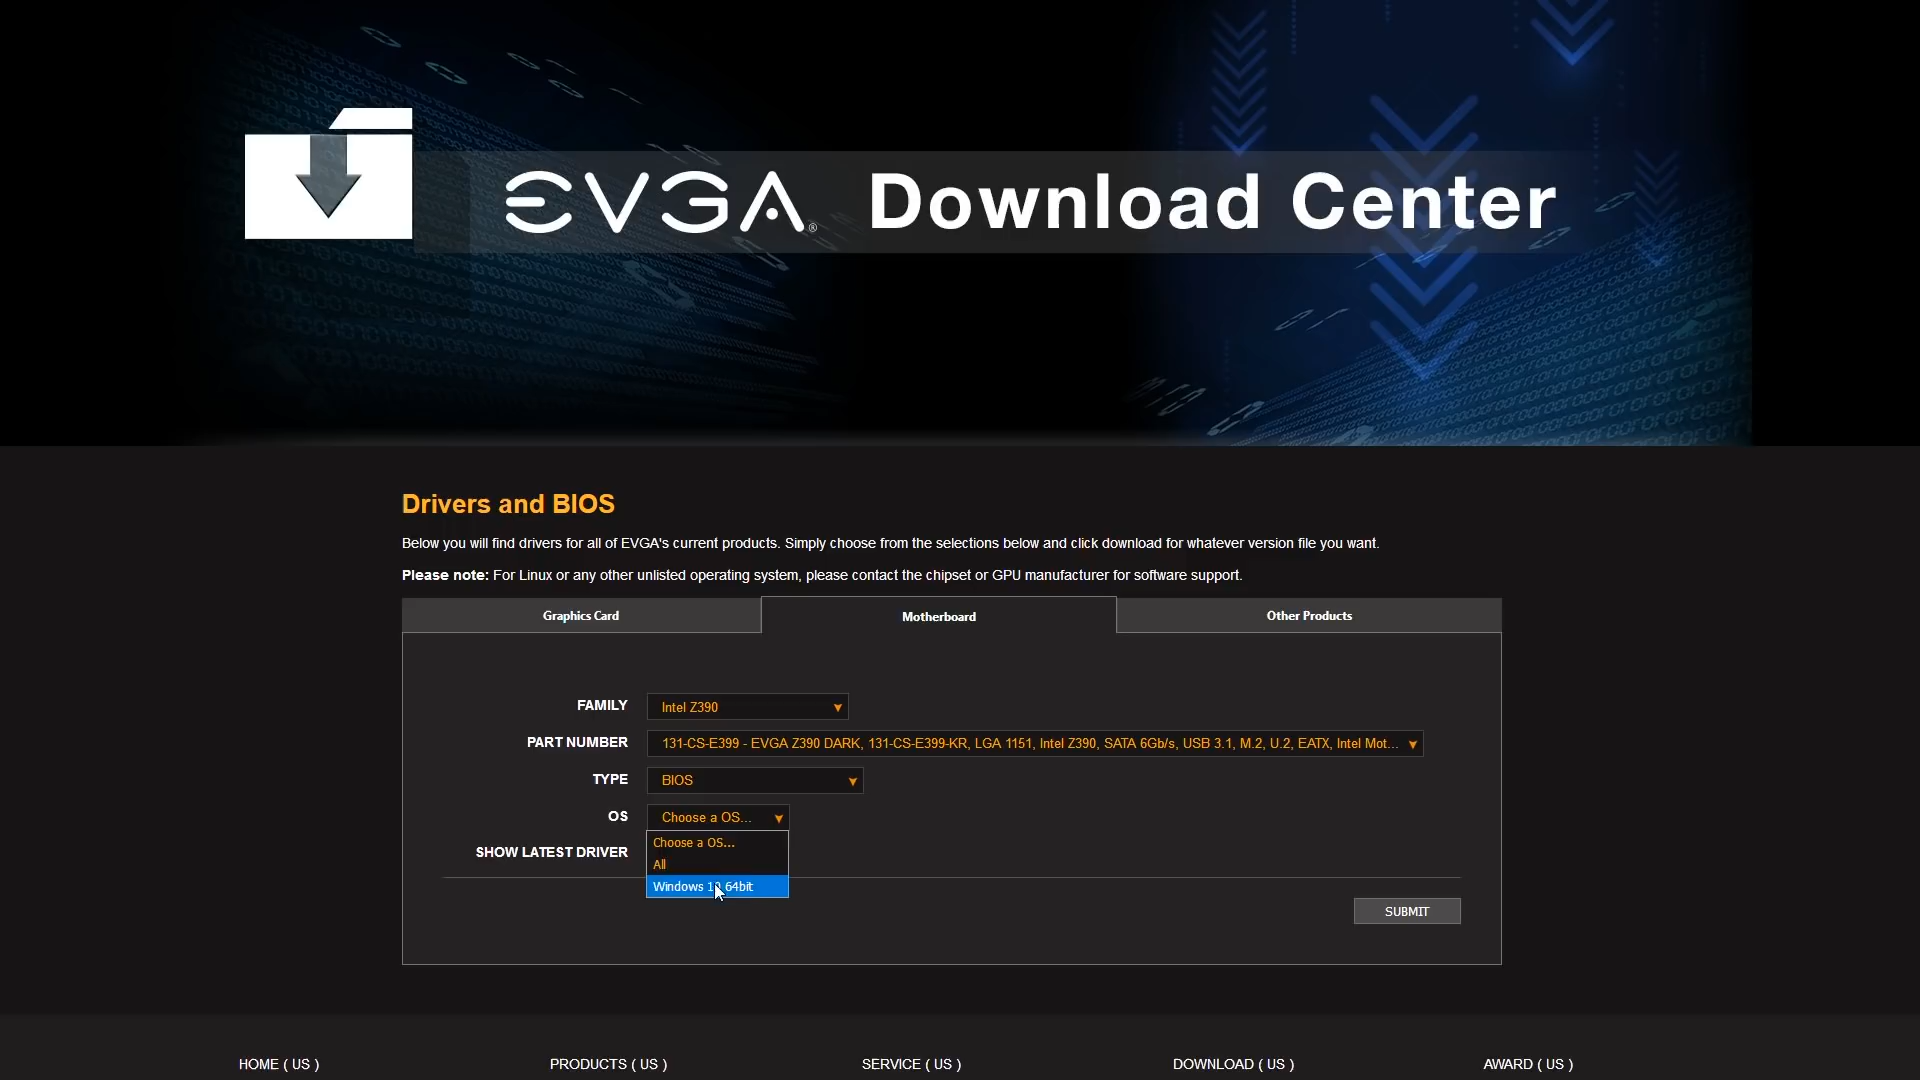 EVGA® Download Center
Drivers and BIOS
Below you will find drivers for all of EVGA's current products. Simply choose from the selections below and click download for whatever version file you want.
Please note: For Linux or any other unlisted operating system, please contact the chipset or GPU manufacturer for software support.
Graphics Card Motherboard Other Products
FAMILY Intel Z390
PART NUMBER 131-CS-E399 - EVGA Z390 DARK, 131-CS-E399-KR, LGA 1151, Intel Z390, SATA 6Gb/s, USB 3.1, M.2, U.2, EATX, Intel Mot...
TYPE BIOS
OS Choose a OS...
Choose a OS...
SHOW LATEST DRIVER
All
Windows 10 64bit
SUBMIT
HOME ( US ) PRODUCTS ( US ) SERVICE ( US ) DOWNLOAD ( US ) AWARD ( US )